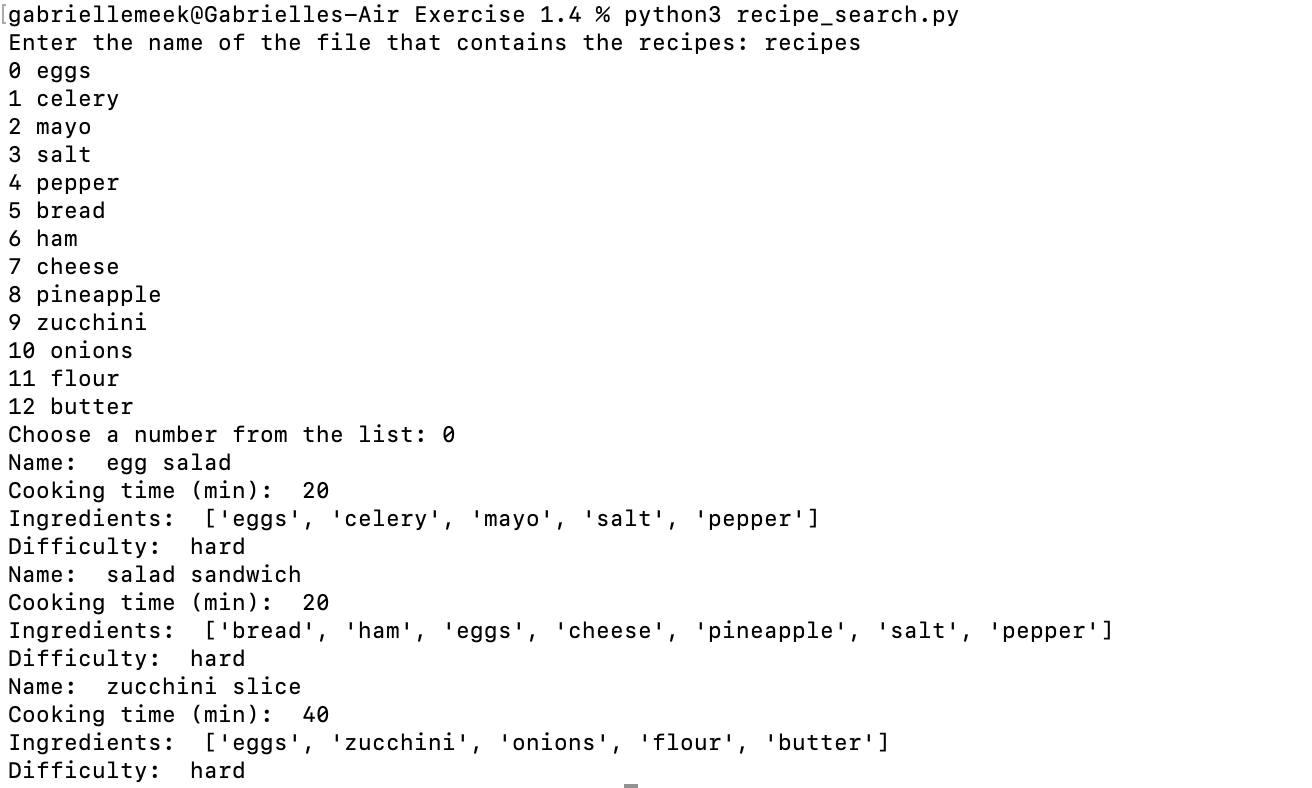 [gabriellemeek@Gabrielles-Air Exercise 1.4 % python3 recipe_search.py
Enter the name of the file that contains the recipes: recipes
0 eggs
1 celery
2 mayo
3 salt
4 pepper
5 bread
6 ham
7 cheese
8 pineapple
9 zucchini
10 onions
11 flour
12 butter
Choose a number from the list: 0
Name:  egg salad
Cooking time (min):  20
Ingredients:  ['eggs', 'celery', 'mayo', 'salt', 'pepper']
Difficulty:  hard
Name:  salad sandwich
Cooking time (min):  20
Ingredients:  ['bread', 'ham', 'eggs', 'cheese', 'pineapple', 'salt', 'pepper']
Difficulty:  hard
Name:  zucchini slice
Cooking time (min):  40
Ingredients:  ['eggs', 'zucchini', 'onions', 'flour', 'butter']
Difficulty:  hard